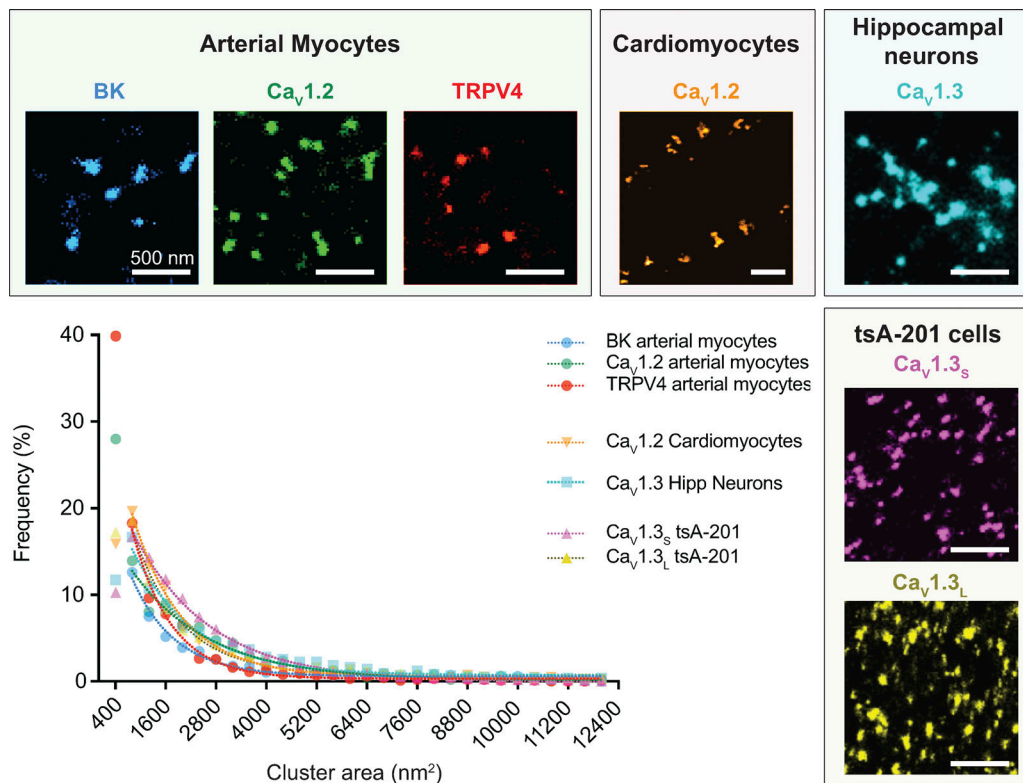 Arterial Myocytes
BK
CaV1.2
TRPV4
500 nm
Cardiomyocytes
CaV1.2
Hippocampal
neurons
CaV1.3
40
30
20
10
0
Frequency (%)
400
1600
2800
4000
5200
6400
7600
8800
10000
11200
12400
Cluster area (nm²)
BK arterial myocytes
CaV1.2 arterial myocytes
TRPV4 arterial myocytes
CaV1.2 Cardiomyocytes
CaV1.3 Hipp Neurons
CaV1.3S tsA-201
CaV1.3L tsA-201
tsA-201 cells
CaV1.3S
CaV1.3L